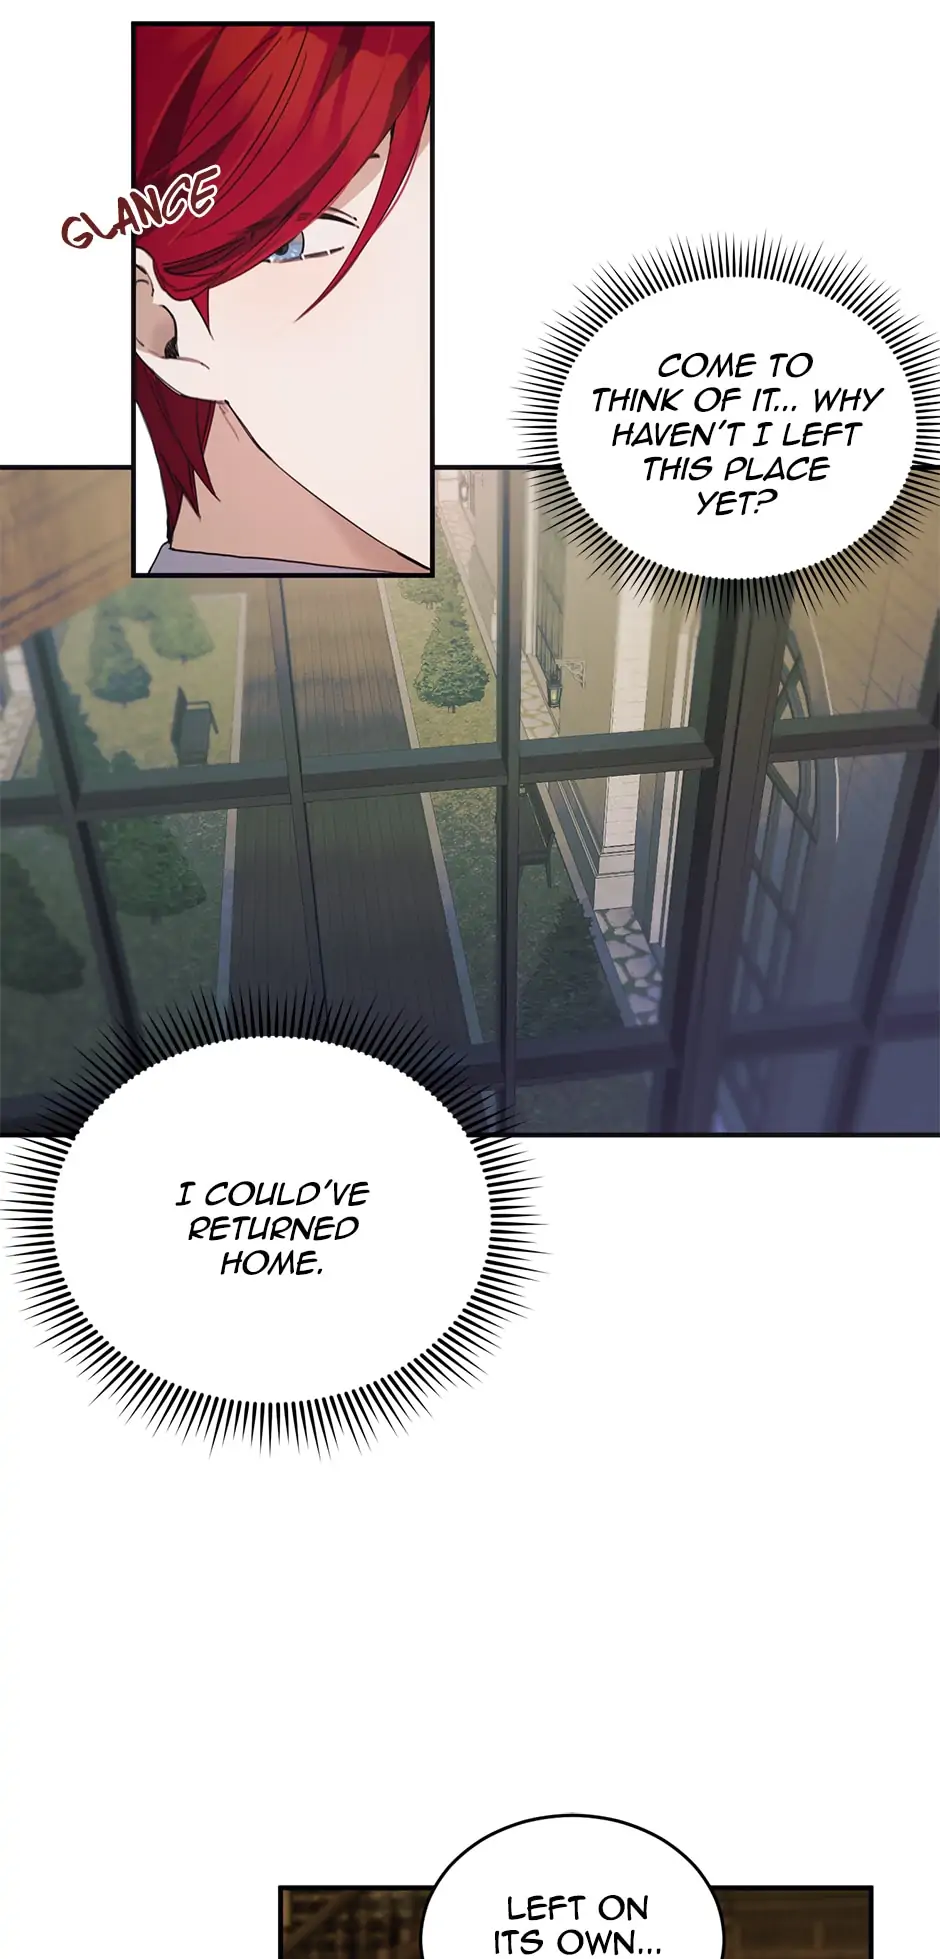 GLANCE
COME TO
THINK OF IT... WHY
HAVEN'T I LEFT
THIS PLACE
YET?
I COULD'VE
RETURNED
HOME.
LEFT ON
ITS OWN...